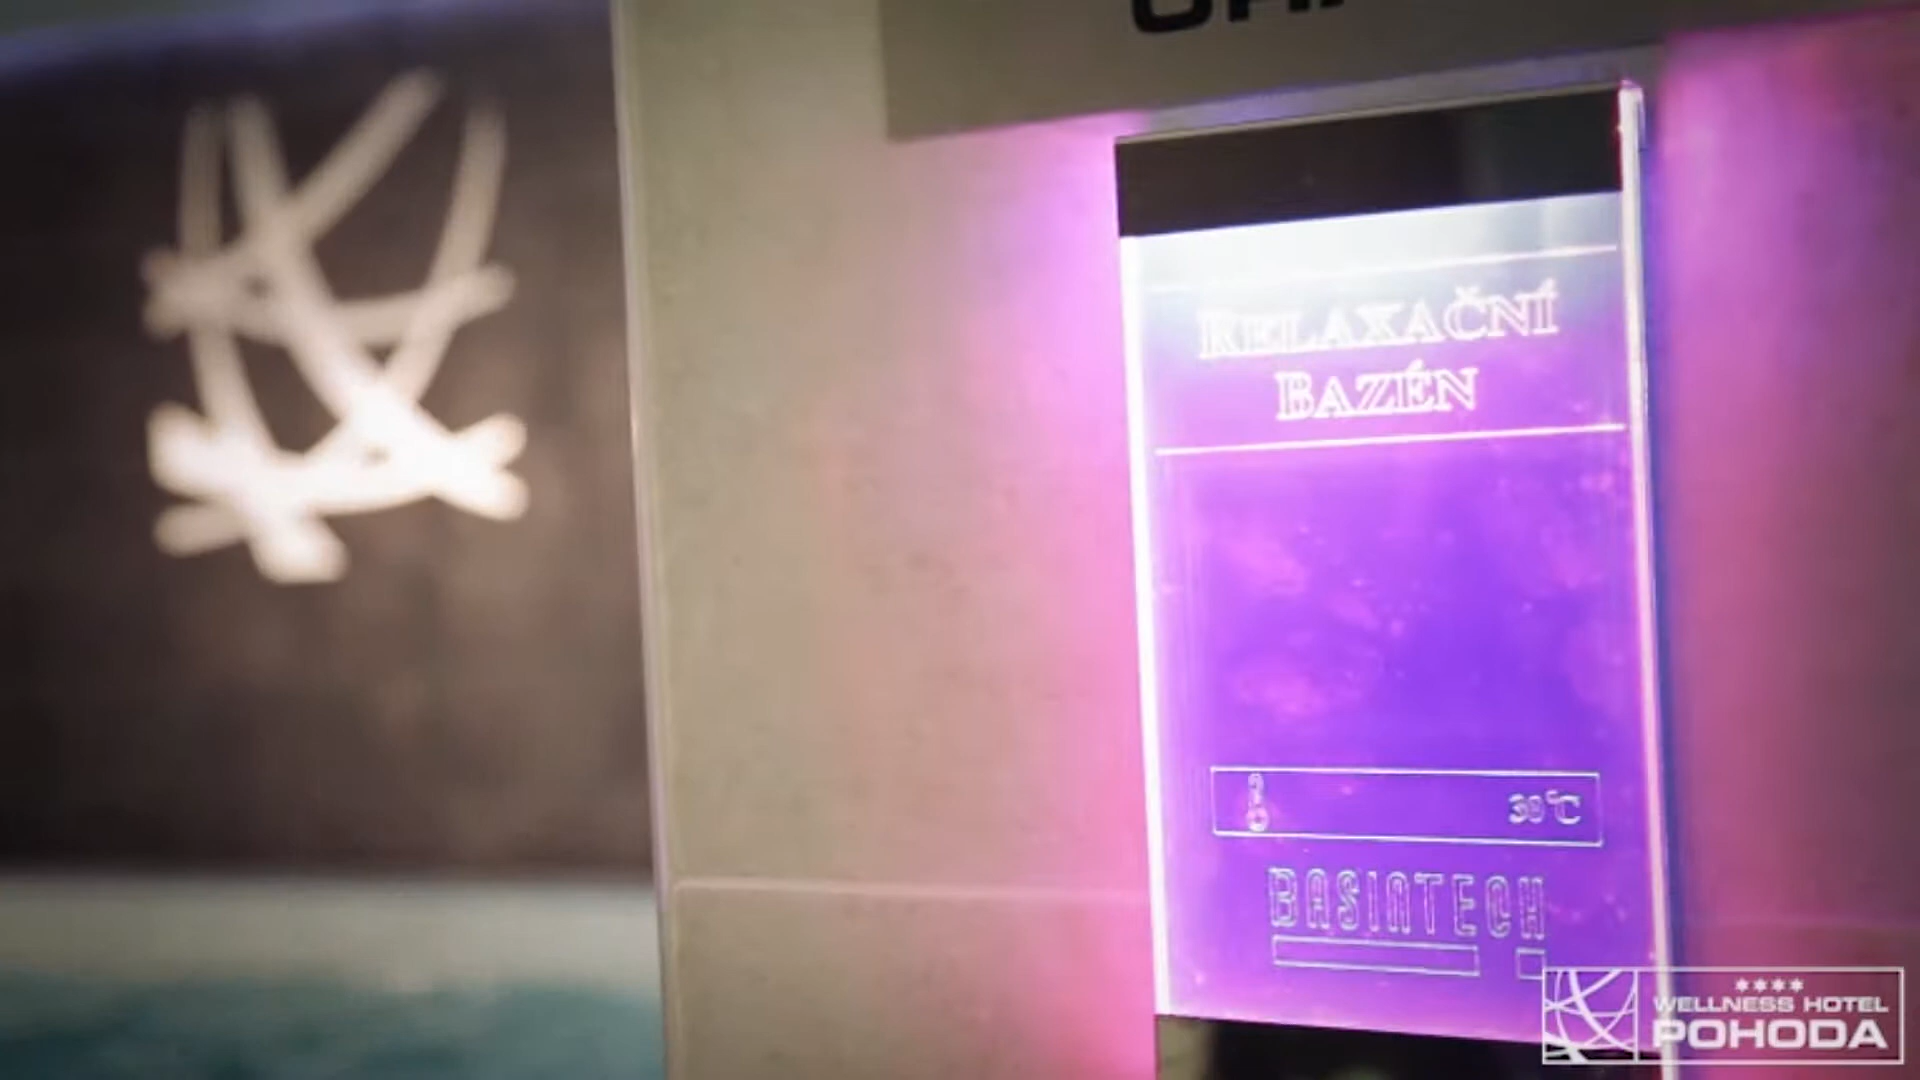 RELAXAČNÍ
BAZÉN
BASINTECH
****
WELLNESS HOTEL
POHODA